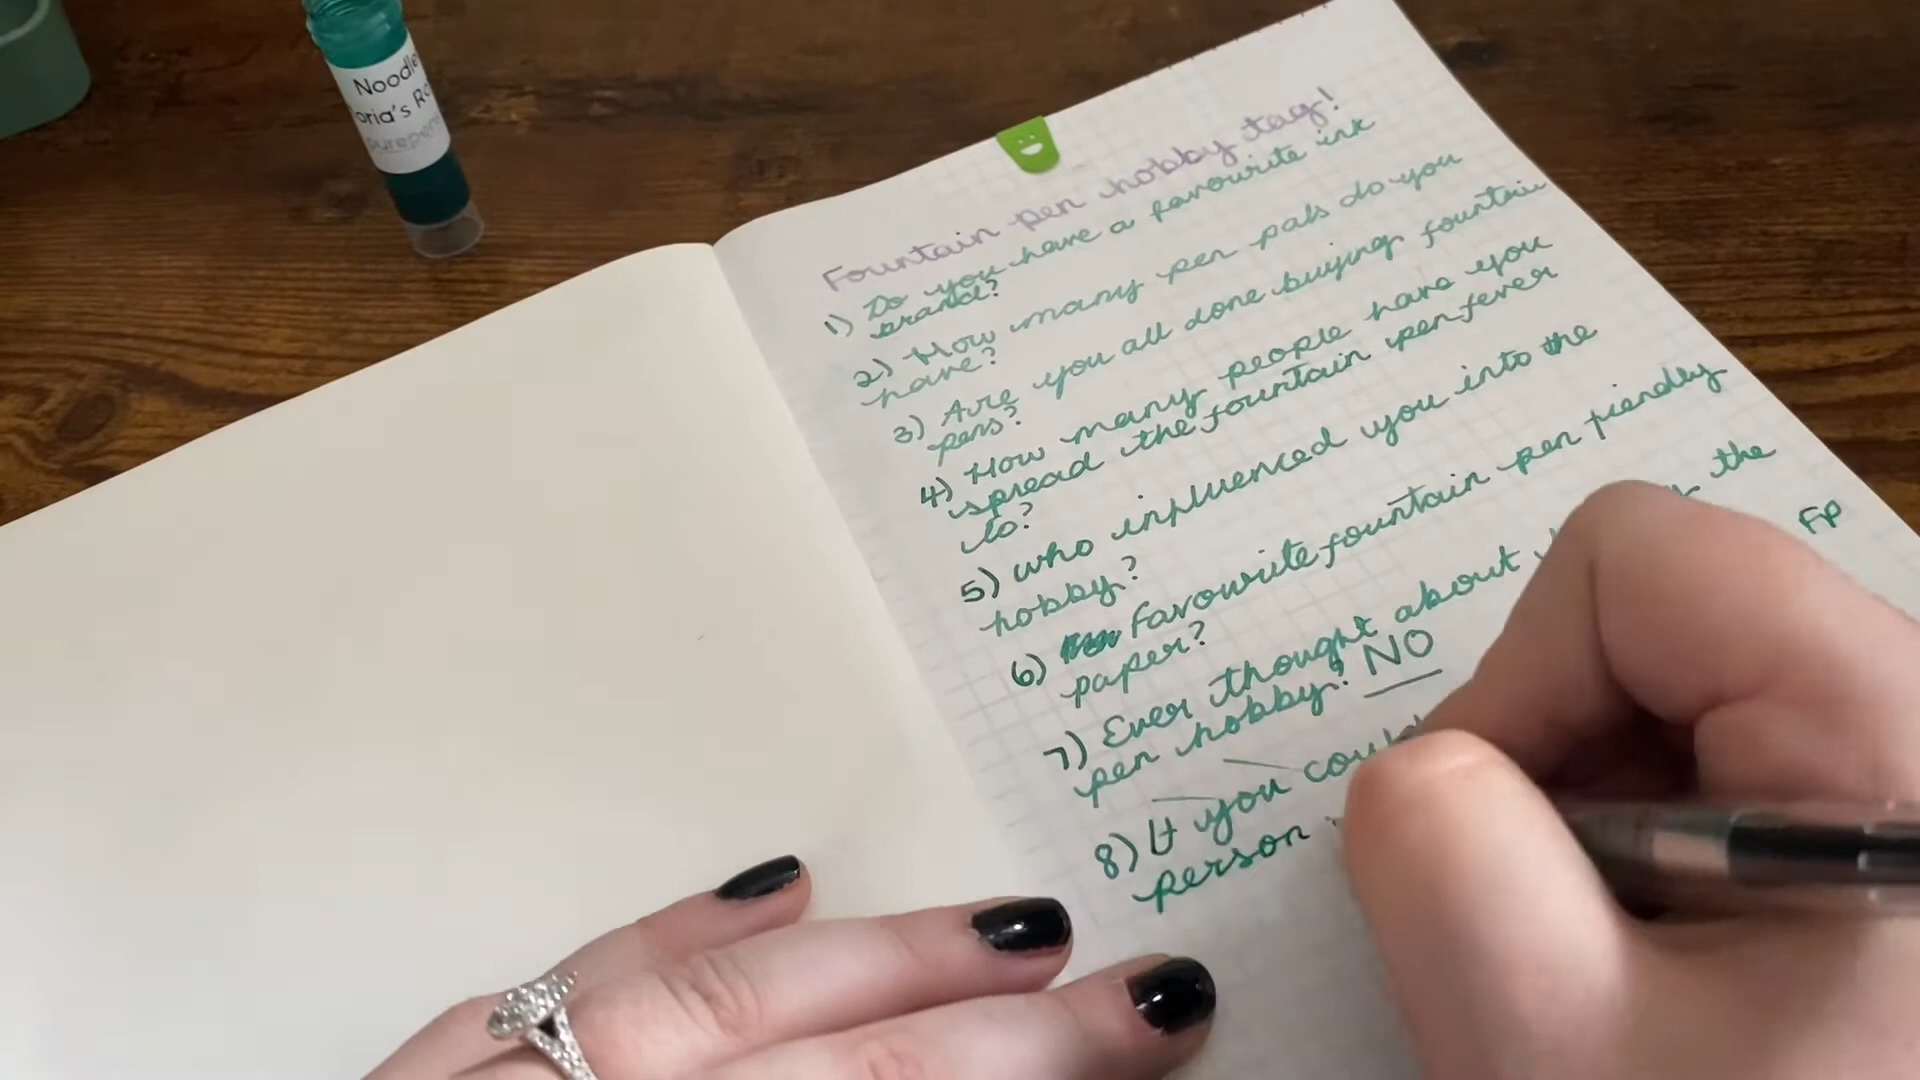 Noodle
oria's Ro
purepen
Fountain pen hobby tag!
1) Do you have a favourite ink
brand?
2) How many pen pals do you
have?
3) Are you all done buying fountain
pens?
4) How many people have you
spread the fountain pen fever
to?
5) who influenced you into the
hobby?
6) Favourite fountain pen friendly
paper?
7) Ever thought about the
FP
pen hobby? NO
8) If you could
person